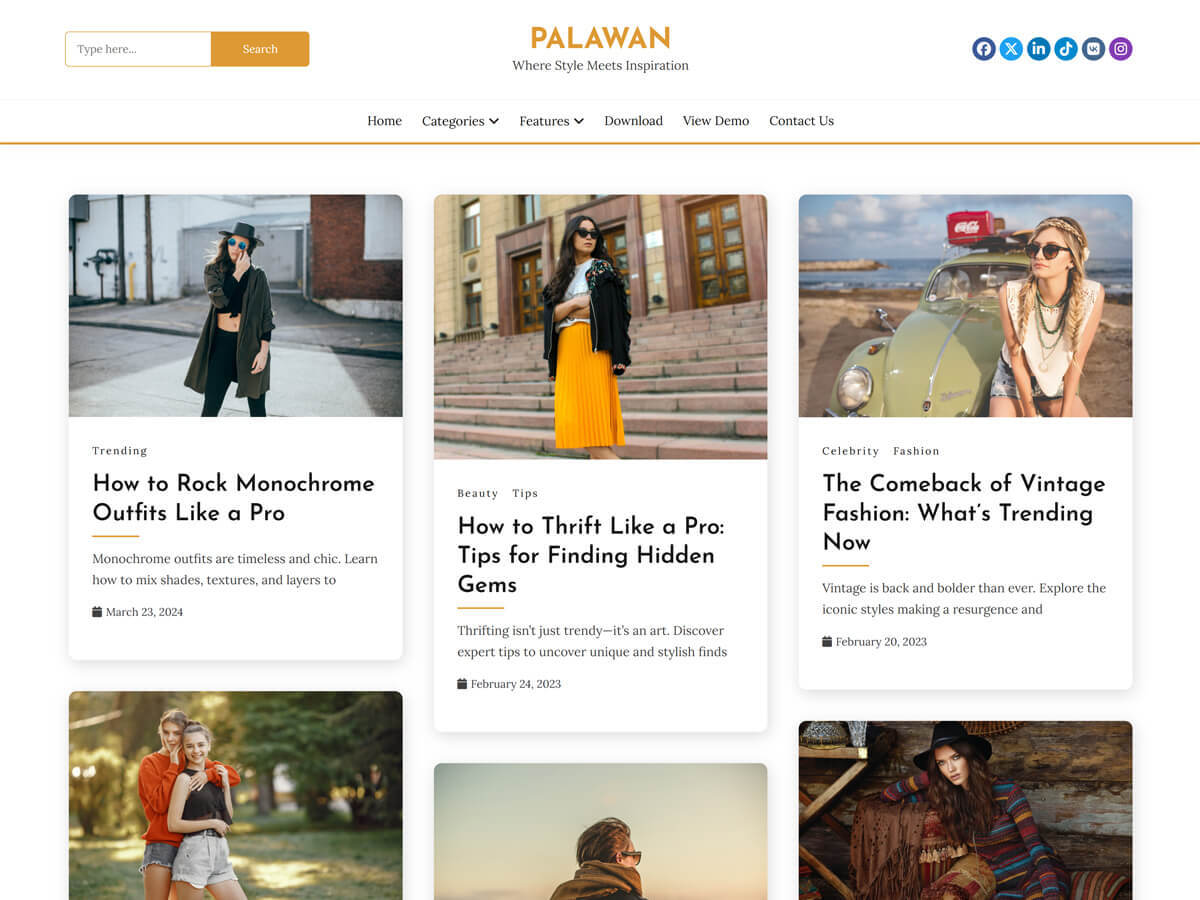 Type here...
Search
PALAWAN
Where Style Meets Inspiration
Home
Categories
Features
Download
View Demo
Contact Us
Trending
How to Rock Monochrome
Outfits Like a Pro
Monochrome outfits are timeless and chic. Learn
how to mix shades, textures, and layers to
March 23, 2024
Beauty Tips
How to Thrift Like a Pro:
Tips for Finding Hidden
Gems
Thrifting isn't just trendy—it's an art. Discover
expert tips to uncover unique and stylish finds
February 24, 2023
Celebrity Fashion
The Comeback of Vintage
Fashion: What's Trending
Now
Vintage is back and bolder than ever. Explore the
iconic styles making a resurgence and
February 20, 2023